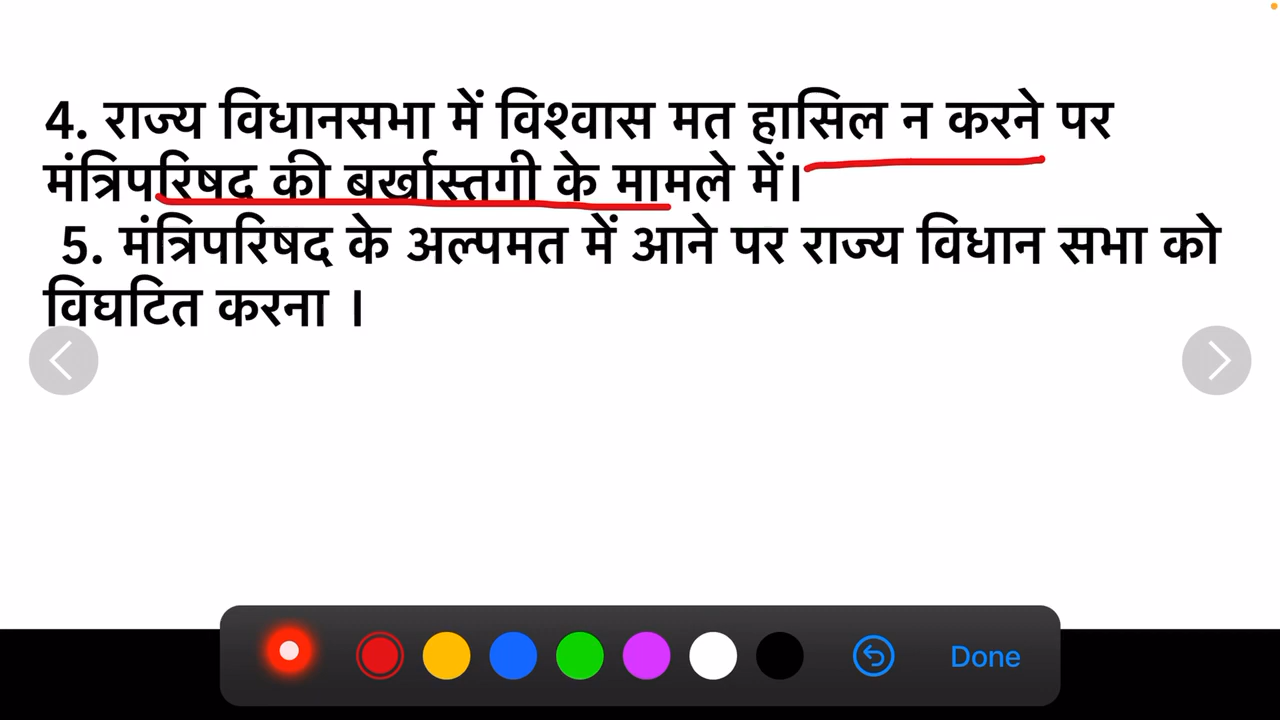 4. राज्य विधानसभा में विश्वास मत हासिल न करने पर
मंत्रिपरिषद की बर्खास्तगी के मामले में।
5. मंत्रिपरिषद के अल्पमत में आने पर राज्य विधान सभा को
विघटित करना ।
Done